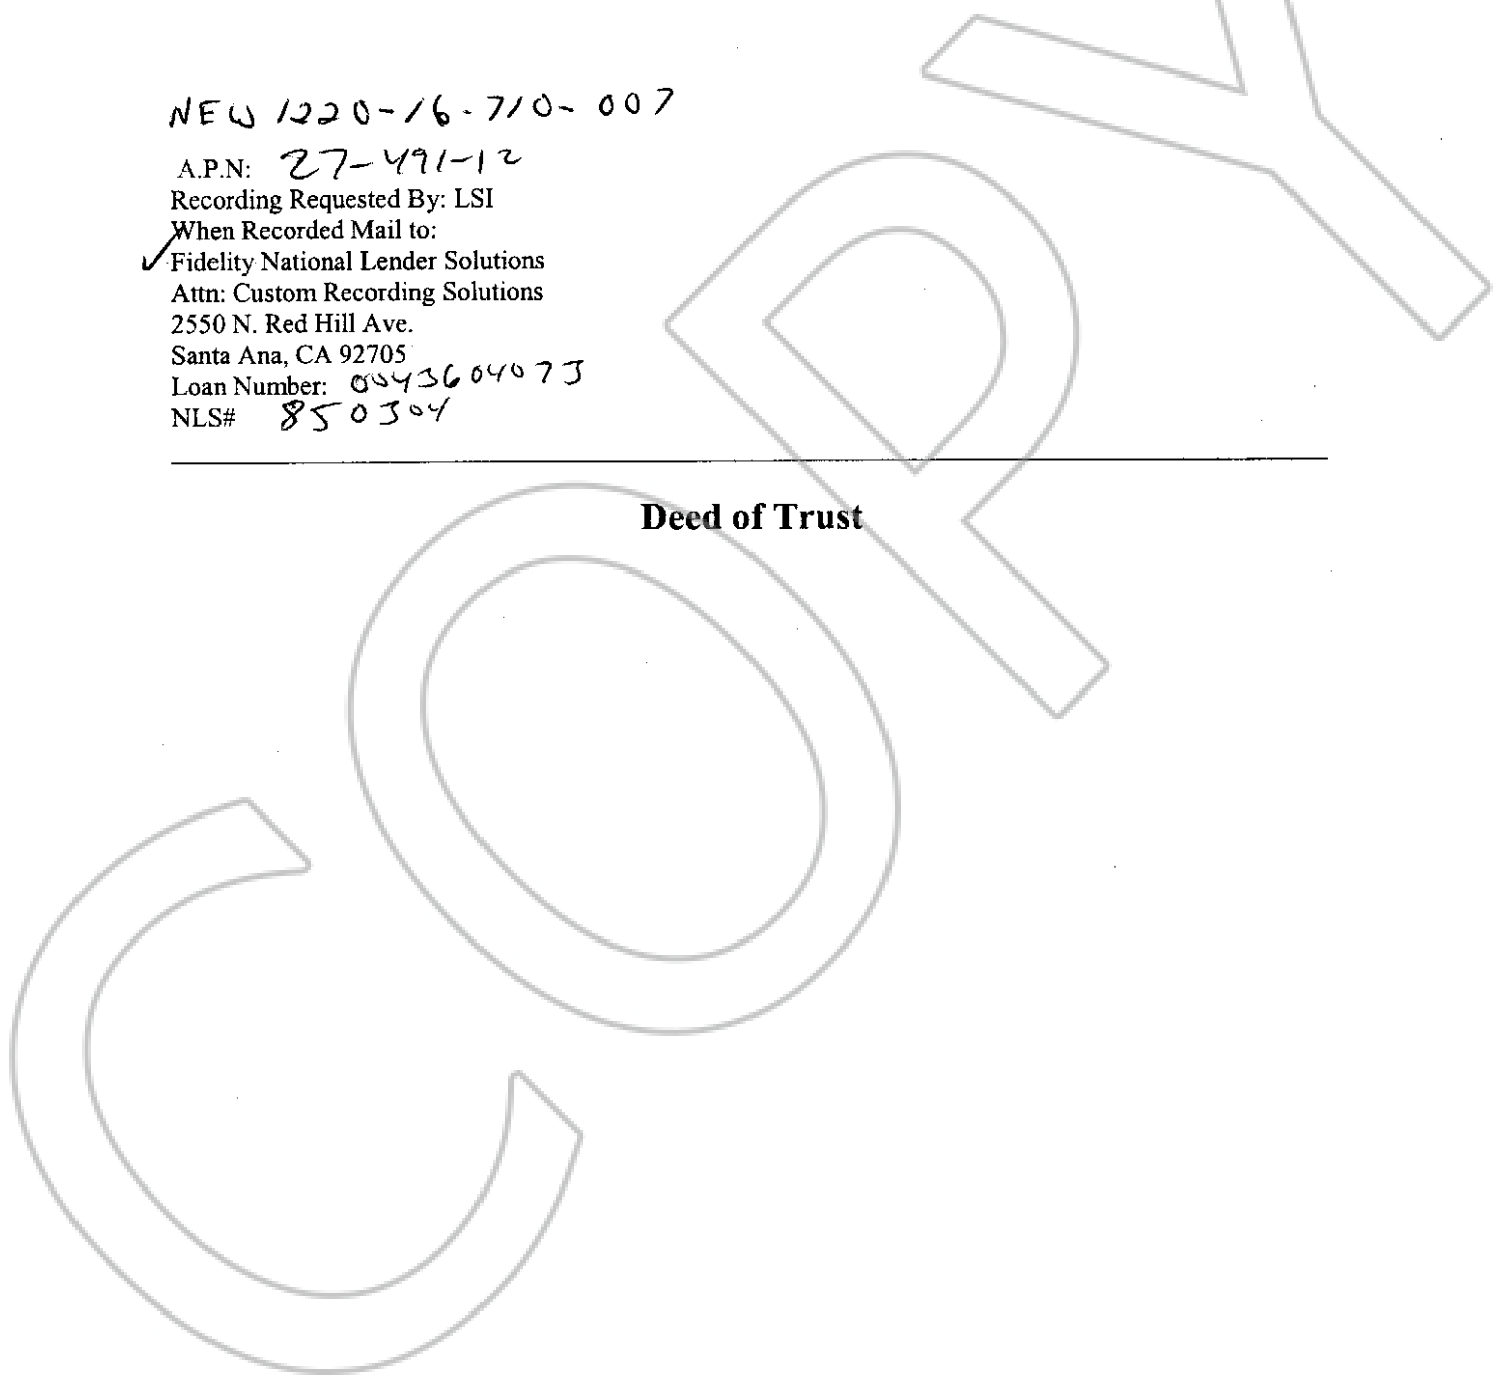 NEW 1220-16-710-007
A.P.N: 27-491-12
Recording Requested By: LSI
When Recorded Mail to:
Fidelity National Lender Solutions
Attn: Custom Recording Solutions
2550 N. Red Hill Ave.
Santa Ana, CA 92705
Loan Number: 0043604073
NLS# 850304
Deed of Trust
COPY